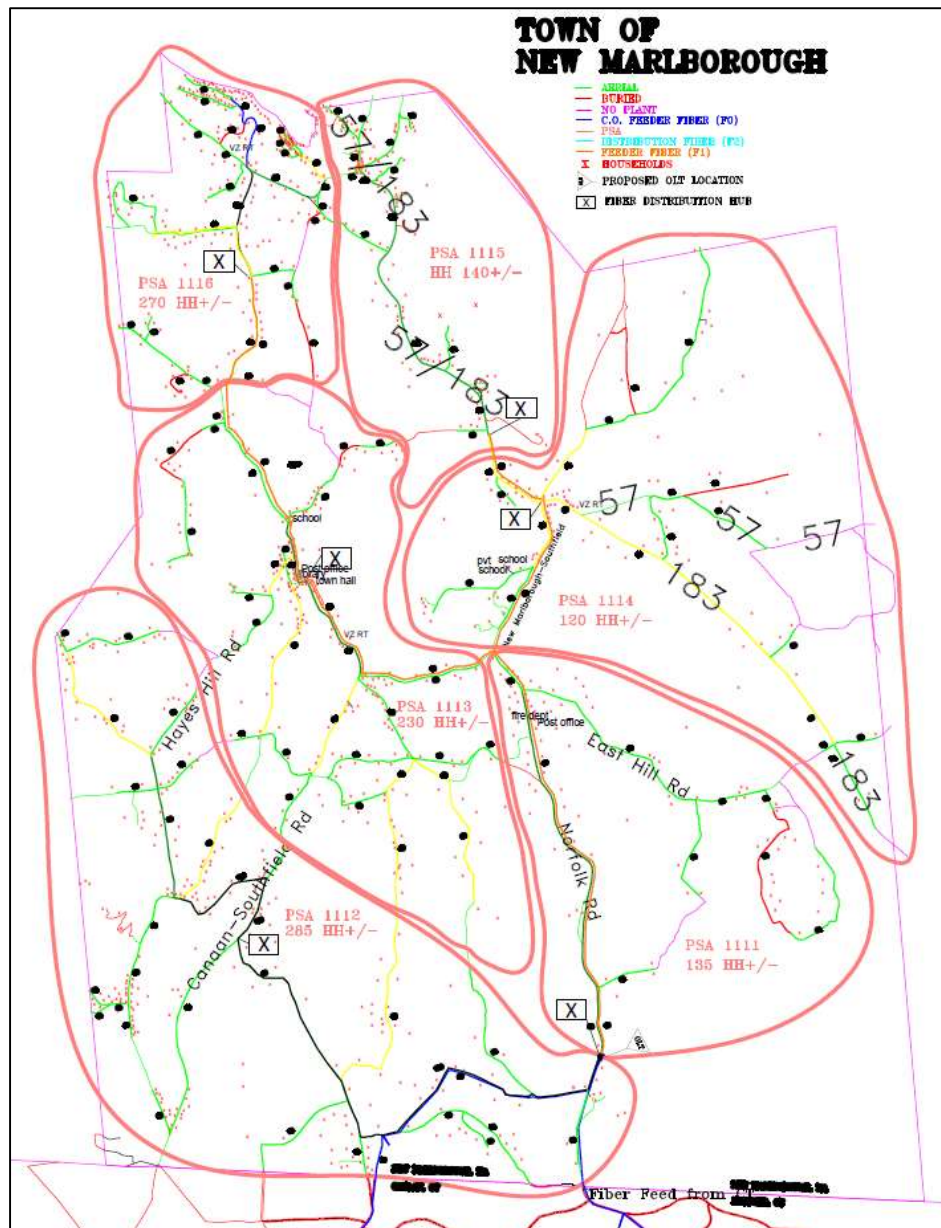 TOWN OF
NEW MARLBOROUGH
AERIAL
BURIED
NO PLANT
C.O. FEEDER FIBER (F0)
PSA
DISTRIBUTION FIBER (F2)
FEEDER FIBER (F1)
X HOUSEHOLDS
PROPOSED OLT LOCATION
X FIBER DISTRIBUTION HUB
VZ RT
57/183
PSA 1115
HH 140+/-
X
PSA 1116
270 HH+/-
57/183
X
school
X
Post office
town hall
VZ RT
X
VZ RT
57
57
57
183
183
pvt school
school
New Marlborough-Southfield
PSA 1114
120 HH+/-
Hayes Hill Rd
PSA 1113
230 HH+/-
fire dept
Post office
East Hill Rd
Norfolk Rd
Canaan-Southfield Rd
PSA 1112
285 HH+/-
X
PSA 1111
135 HH+/-
X
OLT
Fiber Feed from CT